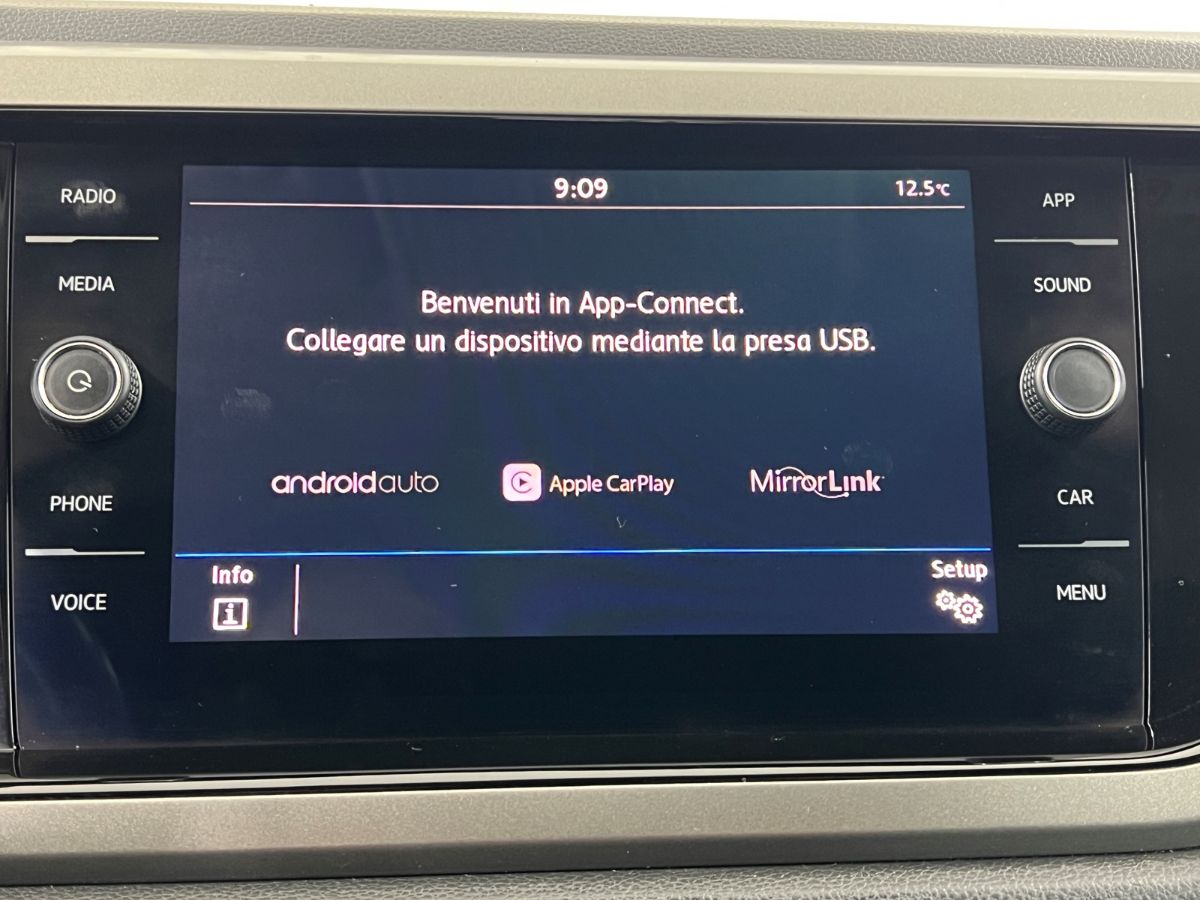 RADIO
MEDIA
PHONE
VOICE
9:09
12.5°C
Benvenuti in App-Connect.
Collegare un dispositivo mediante la presa USB.
androidauto
Apple CarPlay
MirrorLink
Info
i
Setup
APP
SOUND
CAR
MENU